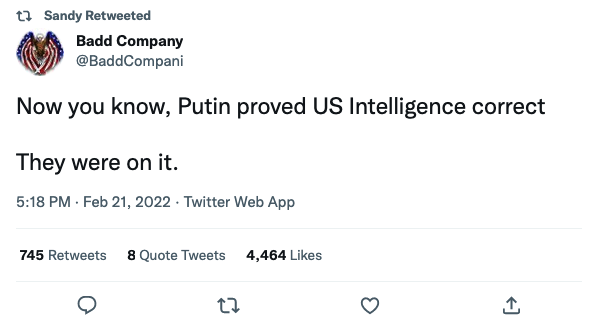 Sandy Retweeted
Badd Company
@BaddCompani
Now you know, Putin proved US Intelligence correct
They were on it.
5:18 PM · Feb 21, 2022 · Twitter Web App
745 Retweets 8 Quote Tweets 4,464 Likes